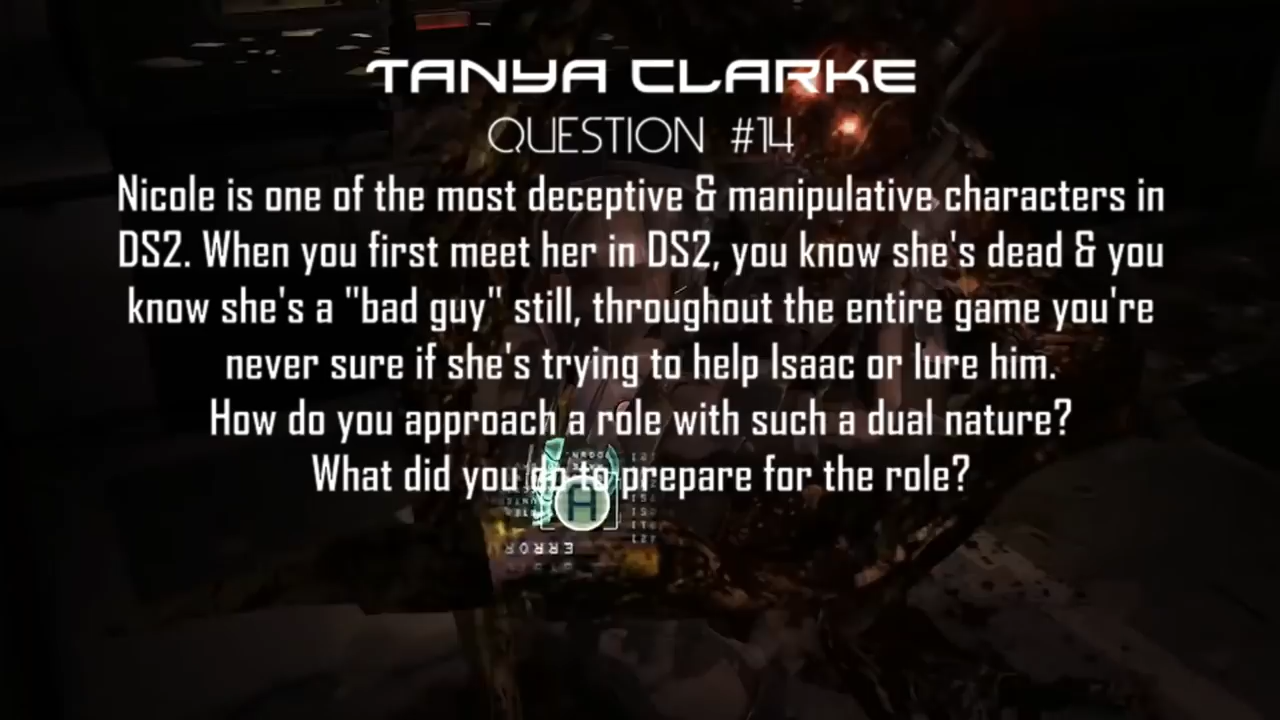 TANYA CLARKE
QUESTION #14
Nicole is one of the most deceptive & manipulative characters in
DS2. When you first meet her in DS2, you know she's dead & you
know she's a "bad guy" still, throughout the entire game you're
never sure if she's trying to help Isaac or lure him.
How do you approach a role with such a dual nature?
What did you do to prepare for the role?
A
ERROR